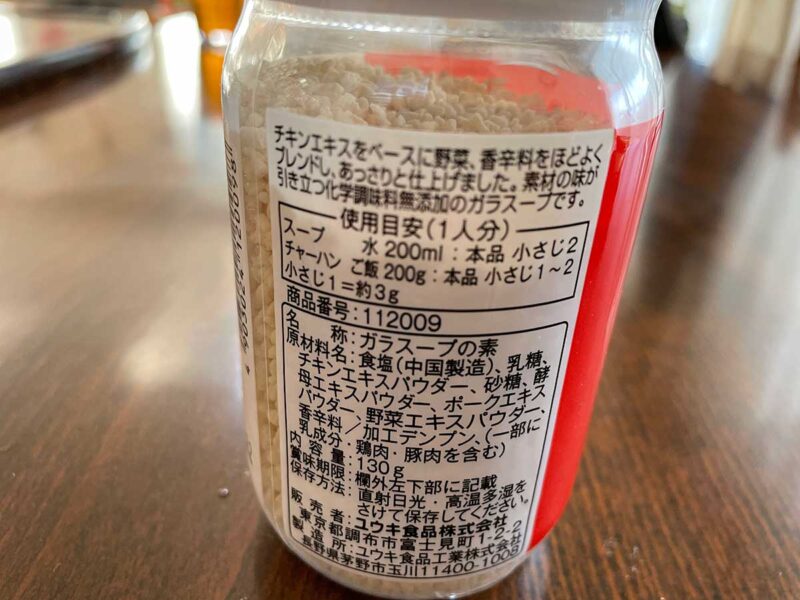 チキンエキスをベースに野菜、香辛料をほどよく
ブレンドし、あっさりと仕上げました。素材の味が
引き立つ化学調味料無添加のガラスープです。
使用目安(1人分)
スープ 水 200ml:本品 小さじ2
チャーハン ご飯 200g:本品 小さじ1~2
小さじ1=約3g
商品番号:112009
名称:ガラスープの素
原材料名:食塩(中国製造)、乳糖、
チキンエキスパウダー、砂糖、酵
母エキスパウダー、ポークエキス
パウダー、野菜エキスパウダー、
香辛料/加工デンプン、(一部に
乳成分・鶏肉・豚肉を含む)
内容量:130g
賞味期限:欄外左下部に記載
保存方法:直射日光・高温多湿を
さけて保存してください。
販売者:ユウキ食品株式会社
東京都調布市富士見町1-2-2
製造所:ユウキ食品工業株式会社
長野県茅野市玉川11400-1008